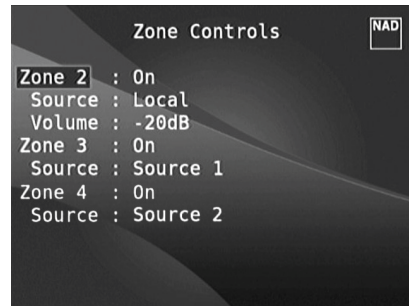 Zone Controls
NAD
Zone 2 : On
Source : Local
Volume : -20dB
Zone 3 : On
Source : Source 1
Zone 4 : On
Source : Source 2